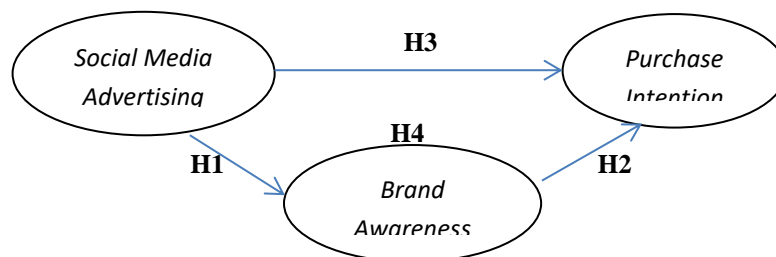 H3
Social Media
Advertising
Purchase
Intention
H4
H1
H2
Brand
Awareness